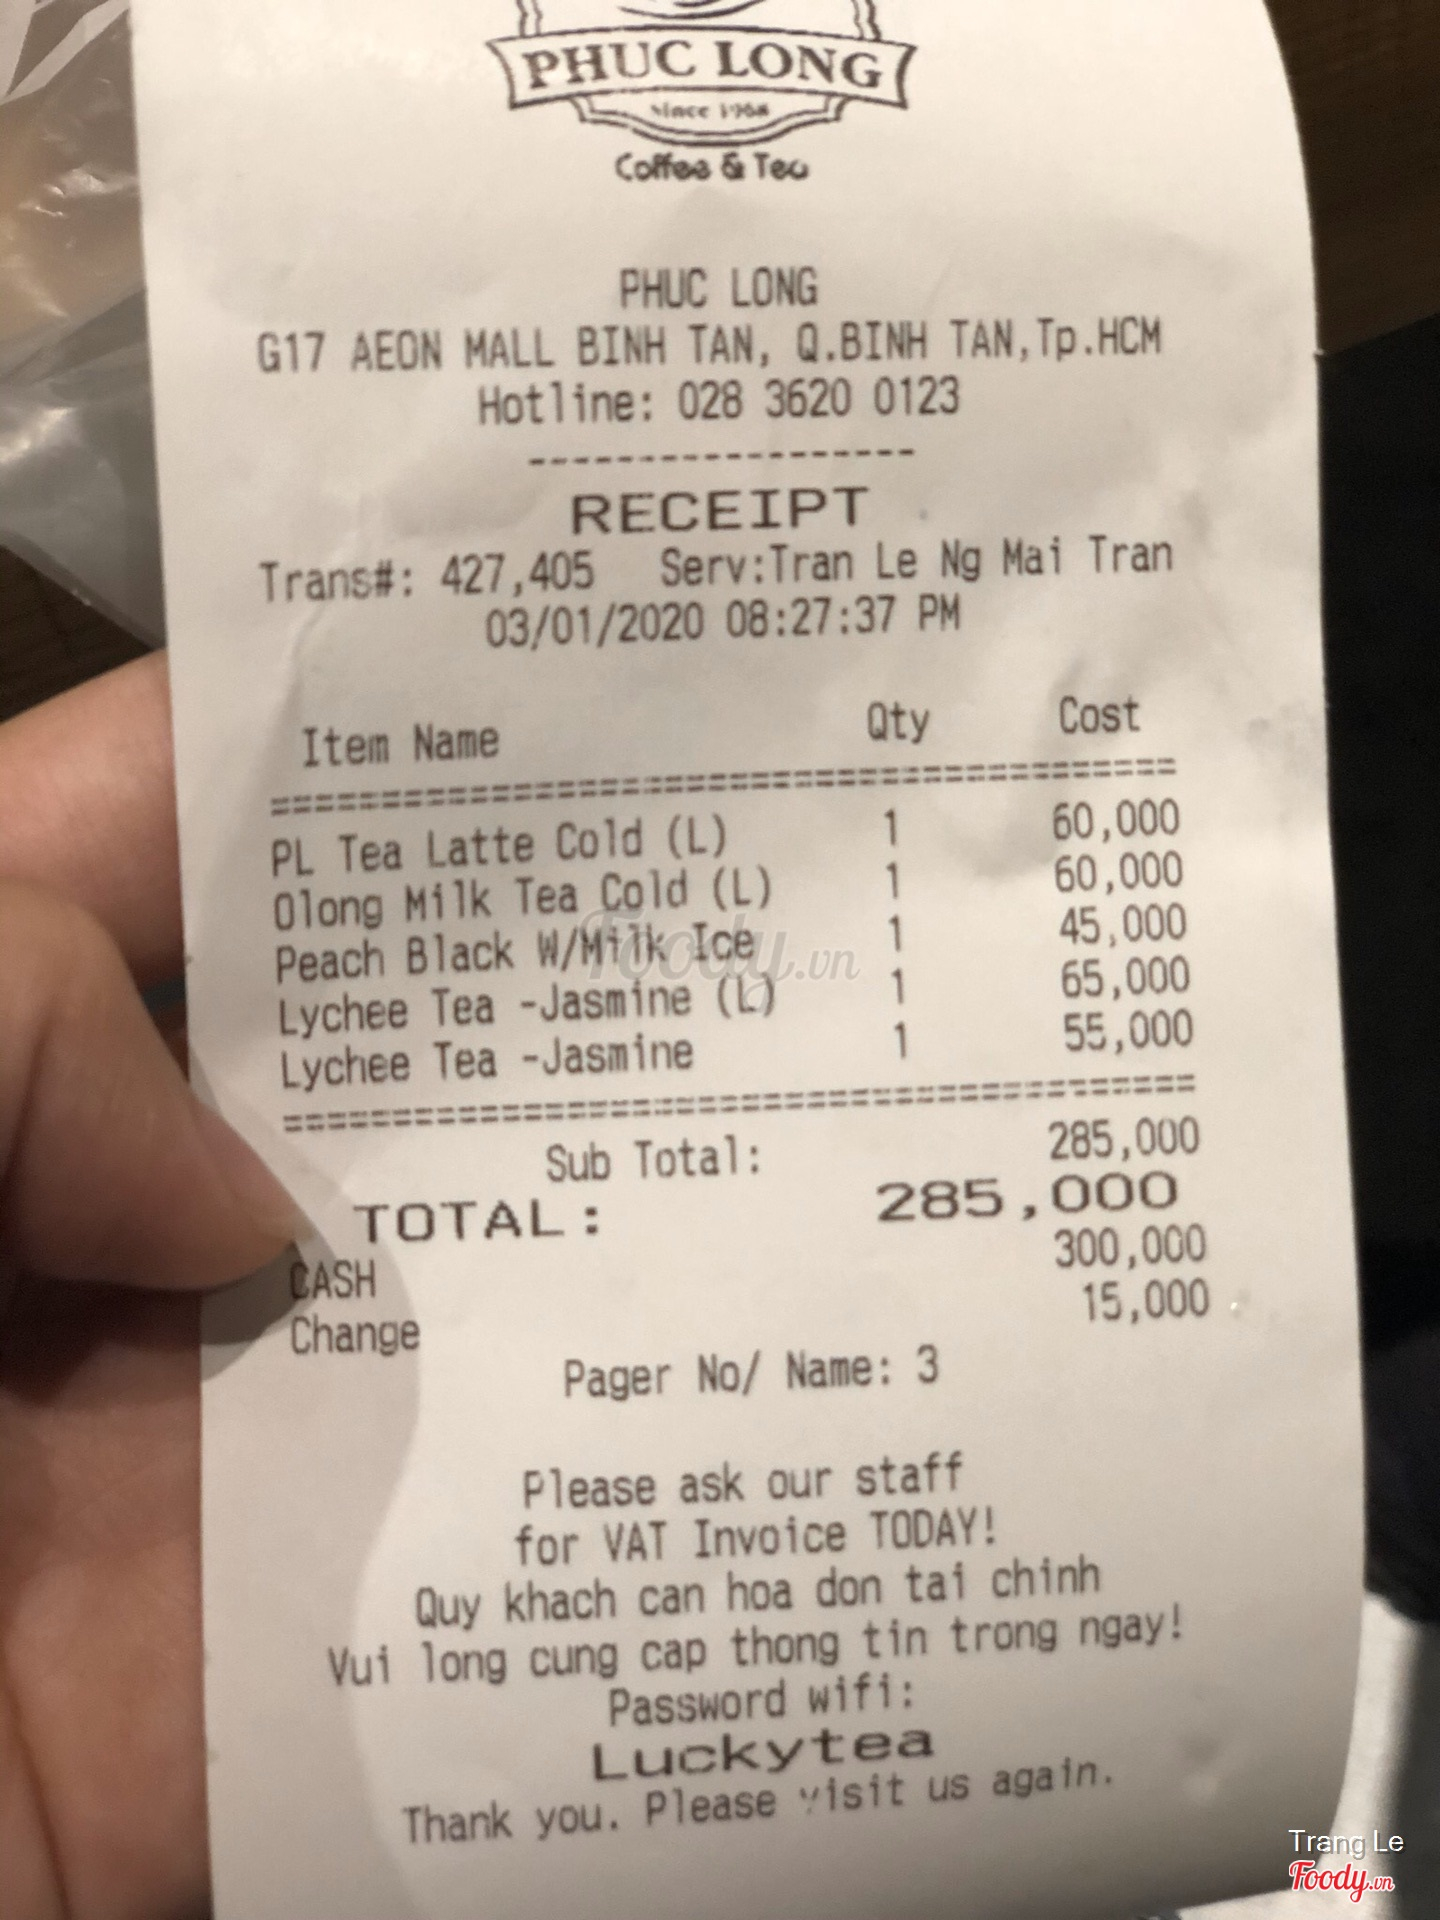 PHUC LONG
Since 1968
Coffee & Tea
PHUC LONG
G17 AEON MALL BINH TAN, Q.BINH TAN,Tp.HCM
Hotline: 028 3620 0123
------------------
RECEIPT
Trans#: 427,405 Serv:Tran Le Ng Mai Tran
03/01/2020 08:27:37 PM
Item Name Qty Cost
==========================================
PL Tea Latte Cold (L) 1 60,000
Olong Milk Tea Cold (L) 1 60,000
Peach Black W/Milk Ice 1 45,000
Lychee Tea -Jasmine (L) 1 65,000
Lychee Tea -Jasmine 1 55,000
==========================================
Sub Total: 285,000
TOTAL: 285,000
CASH 300,000
Change 15,000
Pager No/ Name: 3
Please ask our staff
for VAT Invoice TODAY!
Quy khach can hoa don tai chinh
Vui long cung cap thong tin trong ngay!
Password wifi:
Luckytea
Thank you. Please visit us again.
Foody.vn
Trang Le
Foody.vn